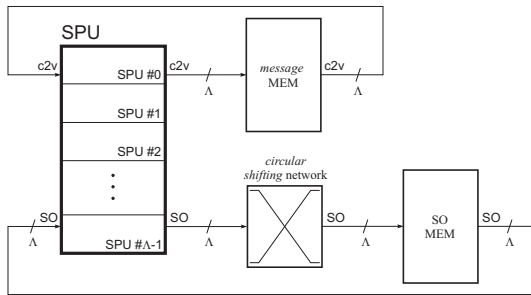 SPU
c2v
SPU #0
c2v
Λ
message
MEM
c2v
Λ
SPU #1
SPU #2
circular
shifting network
SO
Λ
SO
Λ
SO
Λ
SO
MEM
SO
Λ
SPU #Λ-1